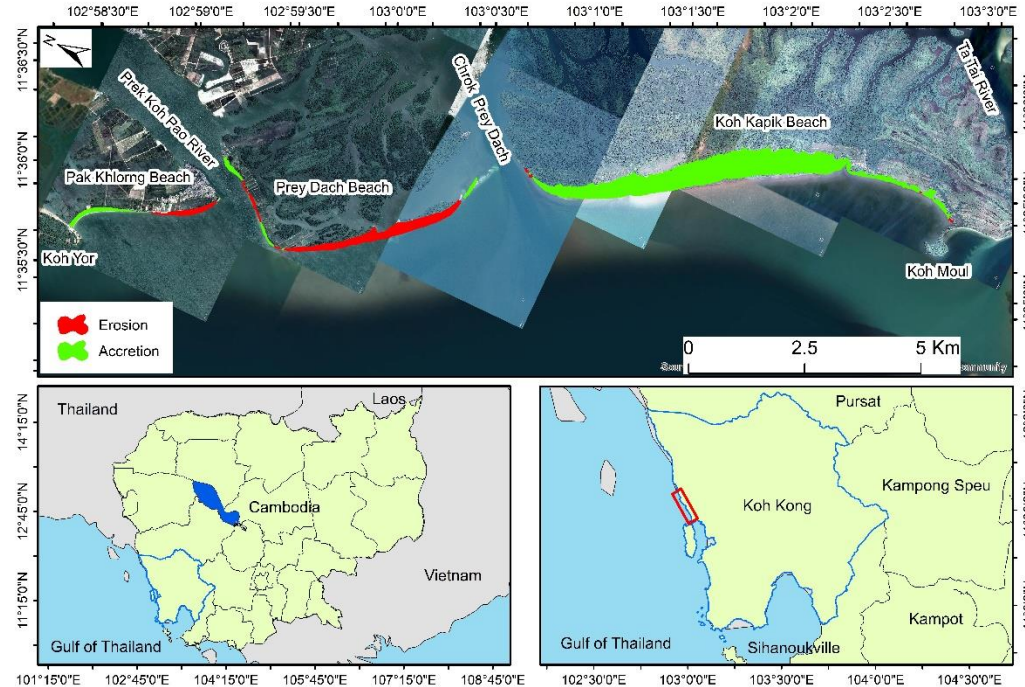 102°58'30"E 102°59'0"E 102°59'30"E 103°0'0"E 103°0'30"E 103°1'0"E 103°1'30"E 103°2'0"E 103°2'30"E 103°3'0"E
11°36'30"N
11°36'0"N
11°35'30"N
Prek Koh Pao River
Chrok Prey Dach
Ta Tai River
Koh Kapik Beach
Pak Khlorng Beach
Prey Dach Beach
Koh Yor
Koh Moul
Erosion
Accretion
0 2.5 5 Km
14°15'0"N
12°45'0"N
11°15'0"N
Thailand
Laos
Cambodia
Vietnam
Gulf of Thailand
101°15'0"E 102°45'0"E 104°15'0"E 105°45'0"E 107°15'0"E 108°45'0"E
Pursat
Koh Kong
Kampong Speu
Kampot
Gulf of Thailand
Sihanoukville
102°30'0"E 103°0'0"E 103°30'0"E 104°0'0"E 104°30'0"E